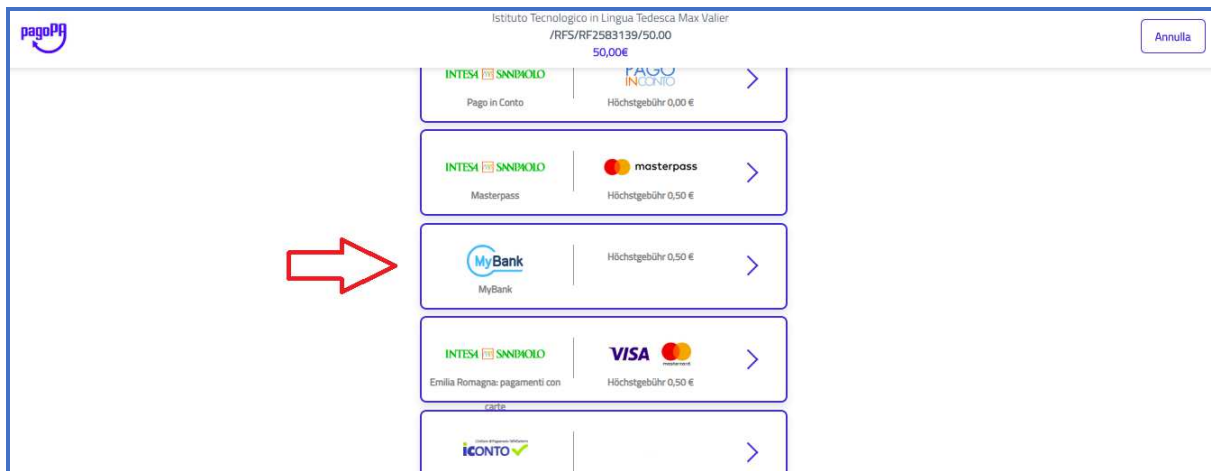 pagoPA
Istituto Tecnologico in Lingua Tedesca Max Valier
/RFS/RF2583139/50.00
50,00€
Annulla
INTESA SANPAOLO
PAGO
INCONTO
Pago in Conto
Höchstgebühr 0,00 €
INTESA SANPAOLO
masterpass
Masterpass
Höchstgebühr 0,50 €
MyBank
Höchstgebühr 0,50 €
MyBank
INTESA SANPAOLO
VISA
mastercard
Emilia Romagna: pagamenti con
carte
Höchstgebühr 0,50 €
iCONTO